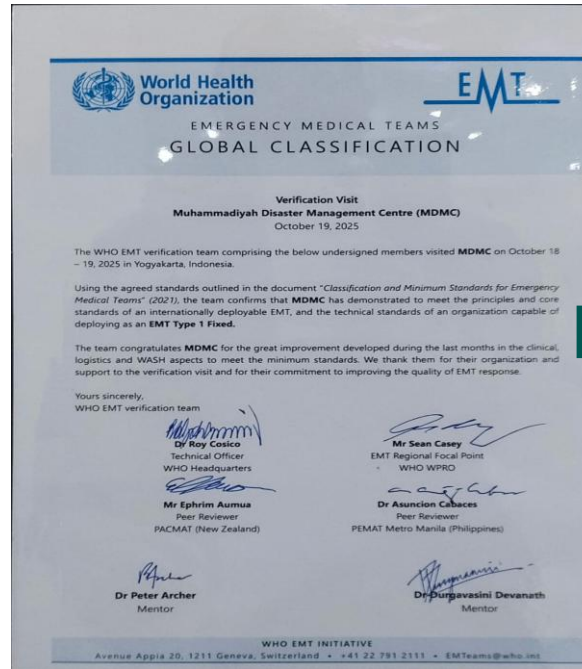 World Health
Organization
EMT
EMERGENCY MEDICAL TEAMS
GLOBAL CLASSIFICATION
Verification Visit
Muhammadiyah Disaster Management Centre (MDMC)
October 19, 2025
The WHO EMT verification team comprising the below undersigned members visited MDMC on October 18
– 19, 2025 in Yogyakarta, Indonesia.
Using the agreed standards outlined in the document "Classification and Minimum Standards for Emergency
Medical Teams" (2021), the team confirms that MDMC has demonstrated to meet the principles and core
standards of an internationally deployable EMT, and the technical standards of an organization capable of
deploying as an EMT Type 1 Fixed.
The team congratulates MDMC for the great improvement developed during the last months in the clinical,
logistics and WASH aspects to meet the minimum standards. We thank them for their organization and
support to the verification visit and for their commitment to improving the quality of EMT response.
Yours sincerely,
WHO EMT verification team
Dr Roy Cosico
Technical Officer
WHO Headquarters
Mr Sean Casey
EMT Regional Focal Point
WHO WPRO
Mr Ephrim Aumua
Peer Reviewer
PACMAT (New Zealand)
Dr Asuncion Cabaces
Peer Reviewer
PEMAT Metro Manila (Philippines)
Dr Peter Archer
Mentor
Dr Durgavasini Devanath
Mentor
WHO EMT INITIATIVE
Avenue Appia 20, 1211 Geneva, Switzerland • +41 22 791 2111 • EMTeams@who.int